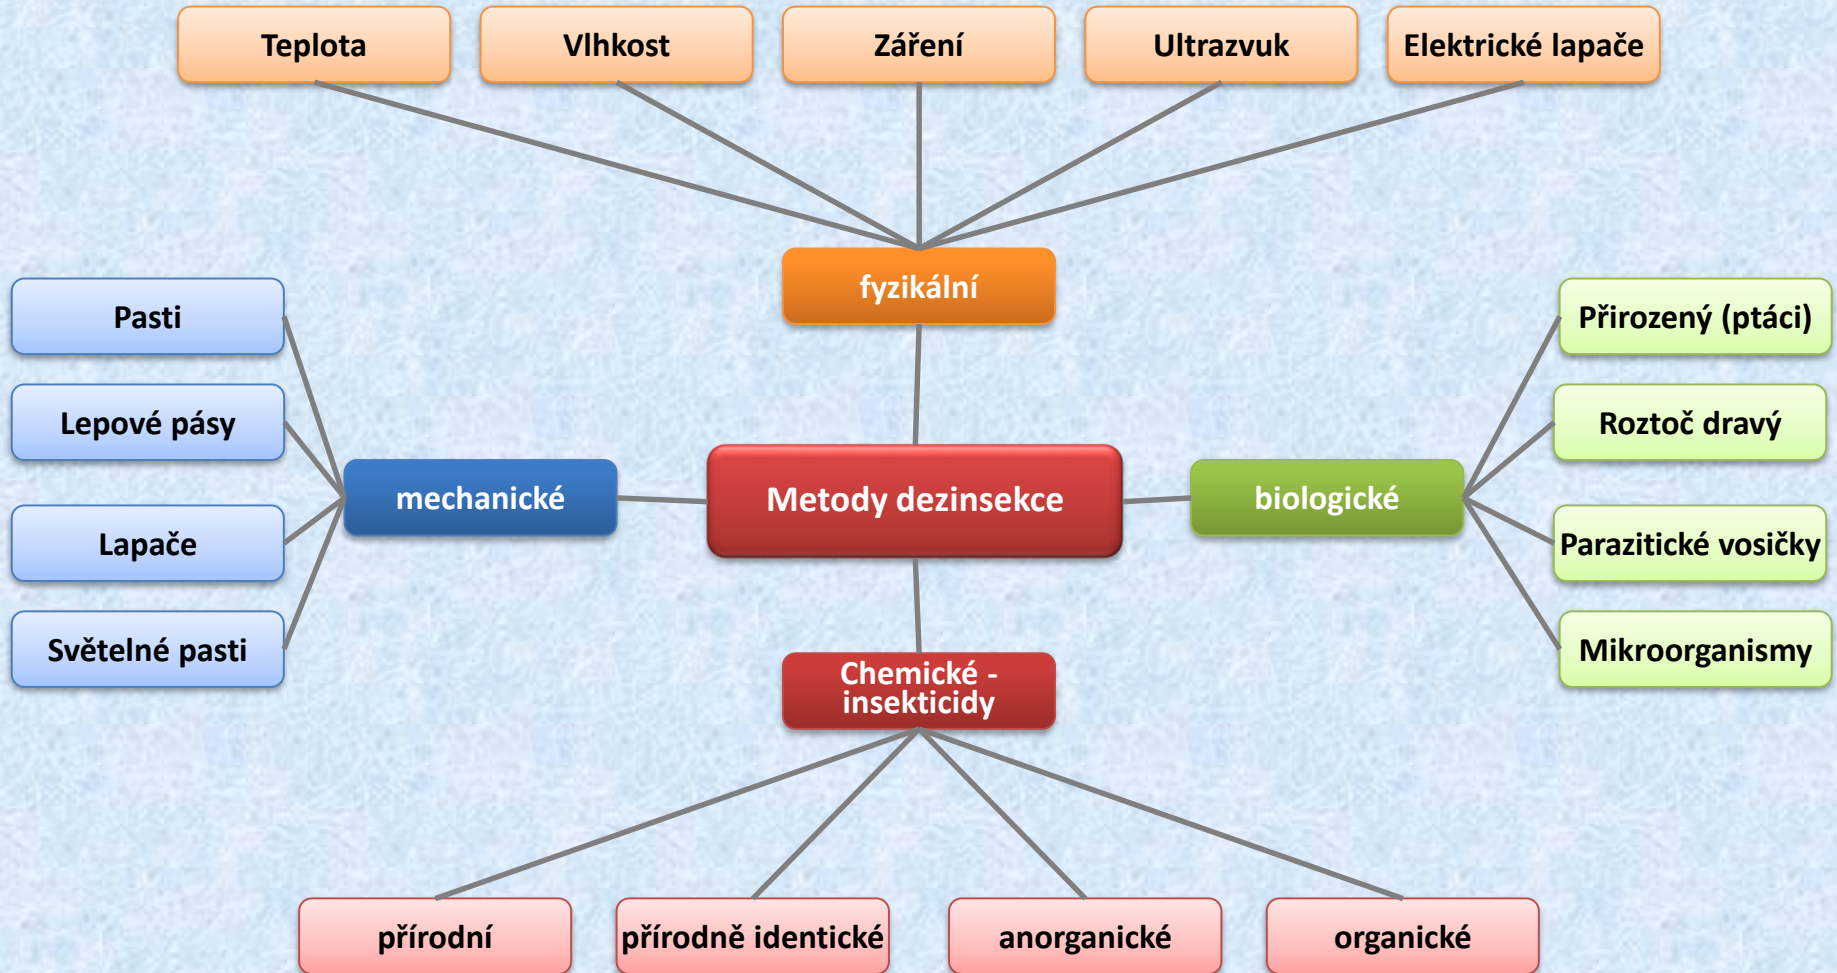 Teplota
Vlhkost
Záření
Ultrazvuk
Elektrické lapače
fyzikální
Pasti
Lepové pásy
Lapače
Světelné pasti
mechanické
Metody dezinsekce
biologické
Přirozený (ptáci)
Roztoč dravý
Parazitické vosičky
Mikroorganismy
Chemické -
insekticidy
přírodní
přírodně identické
anorganické
organické